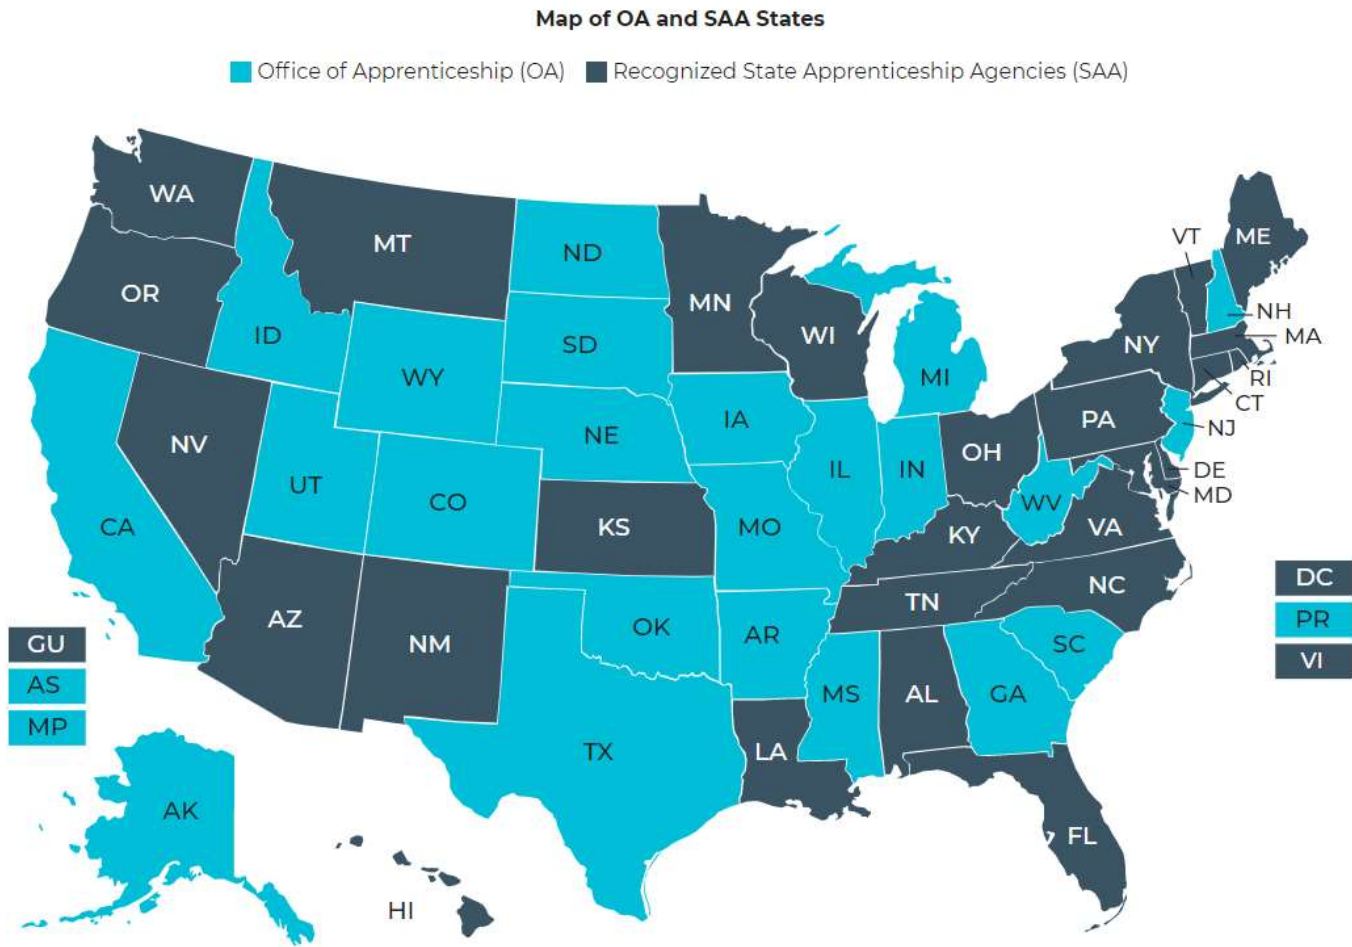 Map of OA and SAA States
Office of Apprenticeship (OA) Recognized State Apprenticeship Agencies (SAA)
WA
MT
ND
MN
VT
ME
OR
ID
SD
WI
NH
MA
NY
WY
MI
RI
CT
IA
PA
NJ
NV
NE
OH
DE
MD
UT
CO
IL
IN
WV
CA
KS
MO
KY
VA
DC
NC
TN
PR
AZ
NM
OK
AR
SC
GU
VI
AS
MS
AL
GA
MP
TX
LA
AK
FL
HI